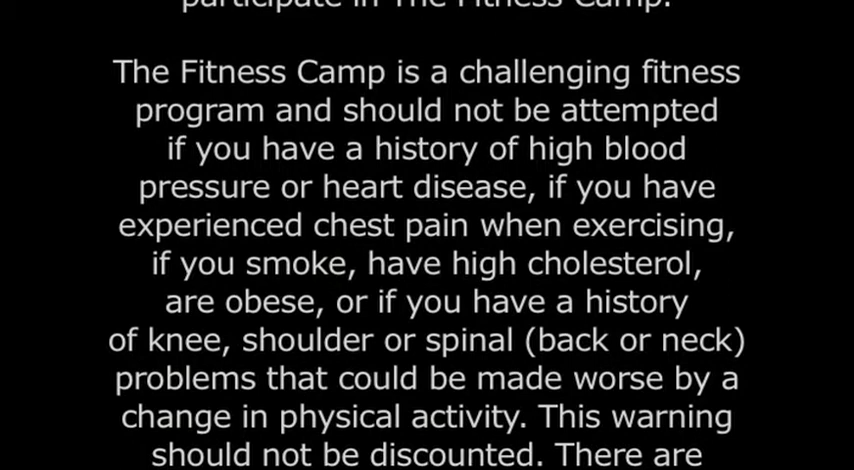 participate in The Fitness Camp.
The Fitness Camp is a challenging fitness
program and should not be attempted
if you have a history of high blood
pressure or heart disease, if you have
experienced chest pain when exercising,
if you smoke, have high cholesterol,
are obese, or if you have a history
of knee, shoulder or spinal (back or neck)
problems that could be made worse by a
change in physical activity. This warning
should not be discounted. There are